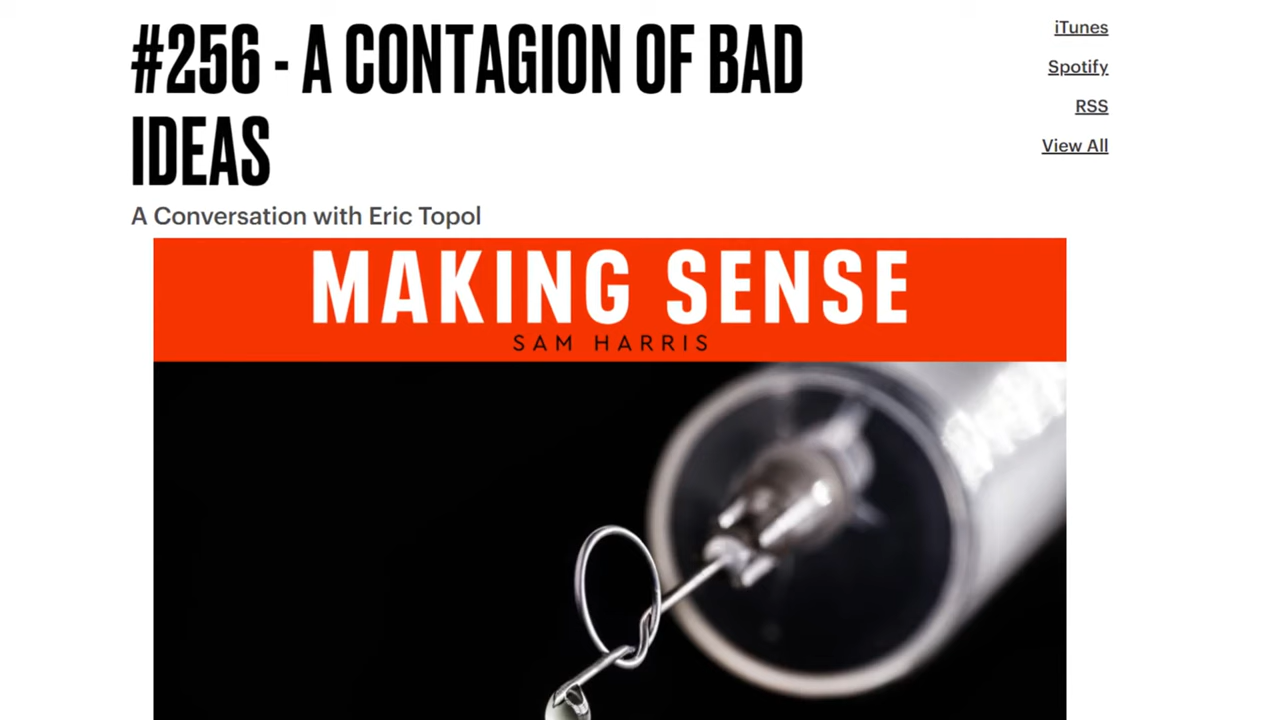 #256 - A CONTAGION OF BAD
IDEAS
A Conversation with Eric Topol
iTunes
Spotify
RSS
View All
MAKING SENSE
SAM HARRIS